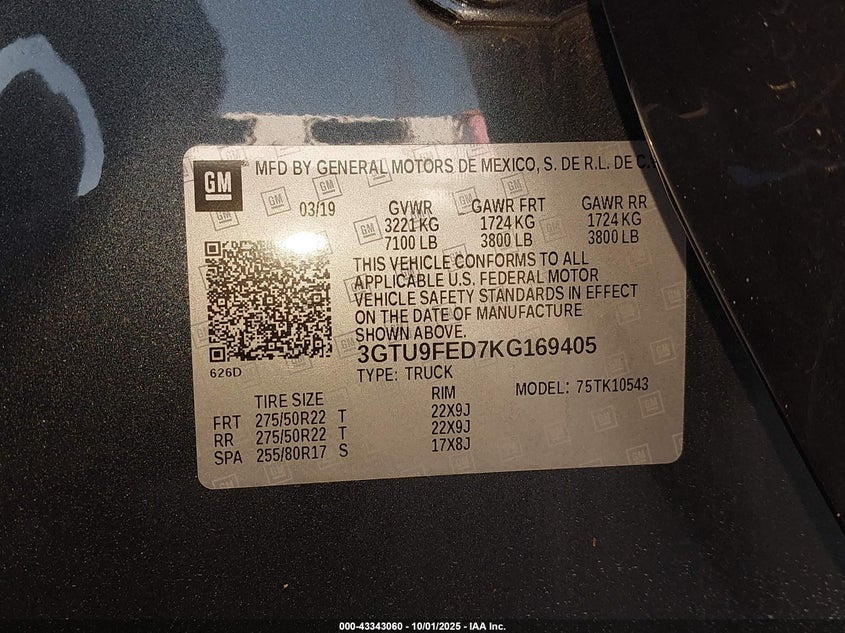 GM MFD BY GENERAL MOTORS DE MEXICO, S. DE R.L. DE C.
03/19 GVWR GAWR FRT GAWR RR
3221 KG 1724 KG 1724 KG
7100 LB 3800 LB 3800 LB
THIS VEHICLE CONFORMS TO ALL
APPLICABLE U.S. FEDERAL MOTOR
VEHICLE SAFETY STANDARDS IN EFFECT
ON THE DATE OF MANUFACTURE
SHOWN ABOVE.
3GTU9FED7KG169405
626D
TYPE: TRUCK MODEL: 75TK10543
TIRE SIZE RIM
FRT 275/50R22 T 22X9J
RR 275/50R22 T 22X9J
SPA 255/80R17 S 17X8J
000-43343060 - 10/01/2025 - IAA Inc.